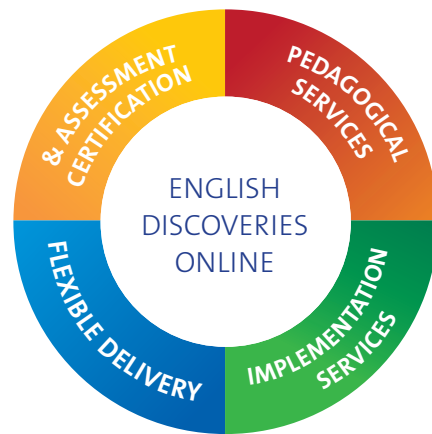 & ASSESSMENT
CERTIFICATION
PEDAGOGICAL
SERVICES
ENGLISH
DISCOVERIES
ONLINE
FLEXIBLE DELIVERY
IMPLEMENTATION
SERVICES